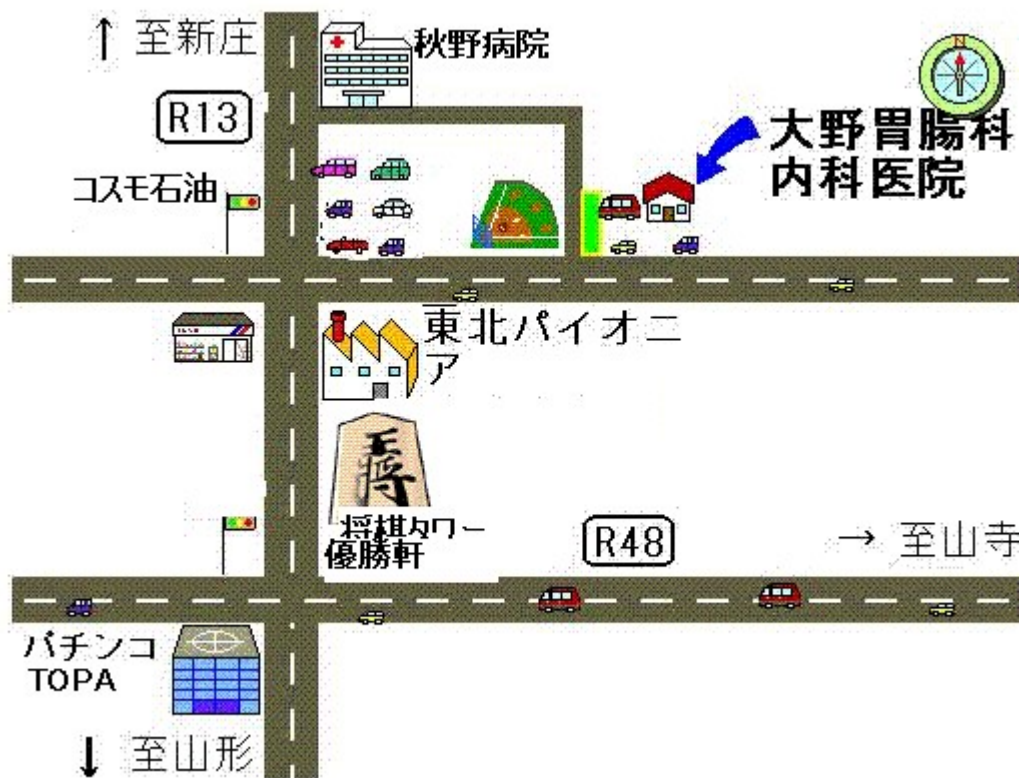 ↑ 至新庄
秋野病院
N
R13
大野胃腸科
内科医院
コスモ石油
東北パイオニ
ア
王将
将棋タワー
優勝軒
R48
→ 至山寺
パチンコ
TOPA
↓ 至山形